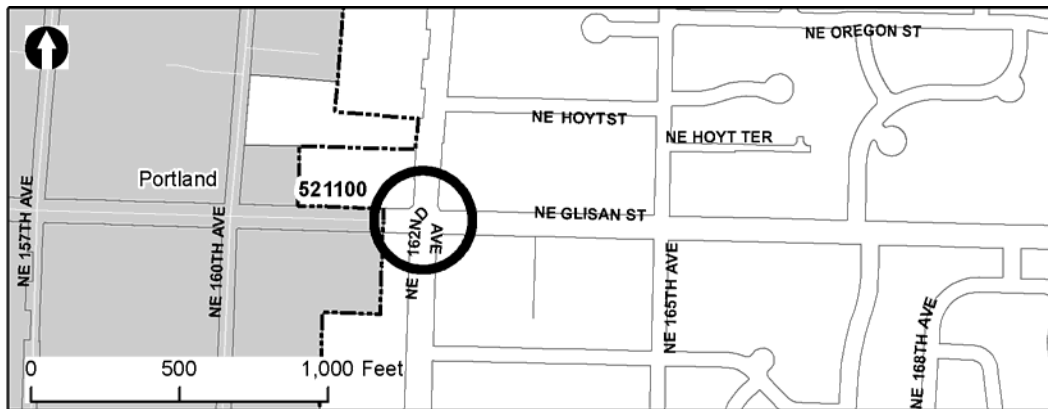 NE OREGON ST
NE HOYT ST
NE HOYT TER
Portland
521100
NE GLISAN ST
NE 162ND AVE
NE 157TH AVE
NE 160TH AVE
NE 165TH AVE
NE 168TH AVE
0 500 1,000 Feet